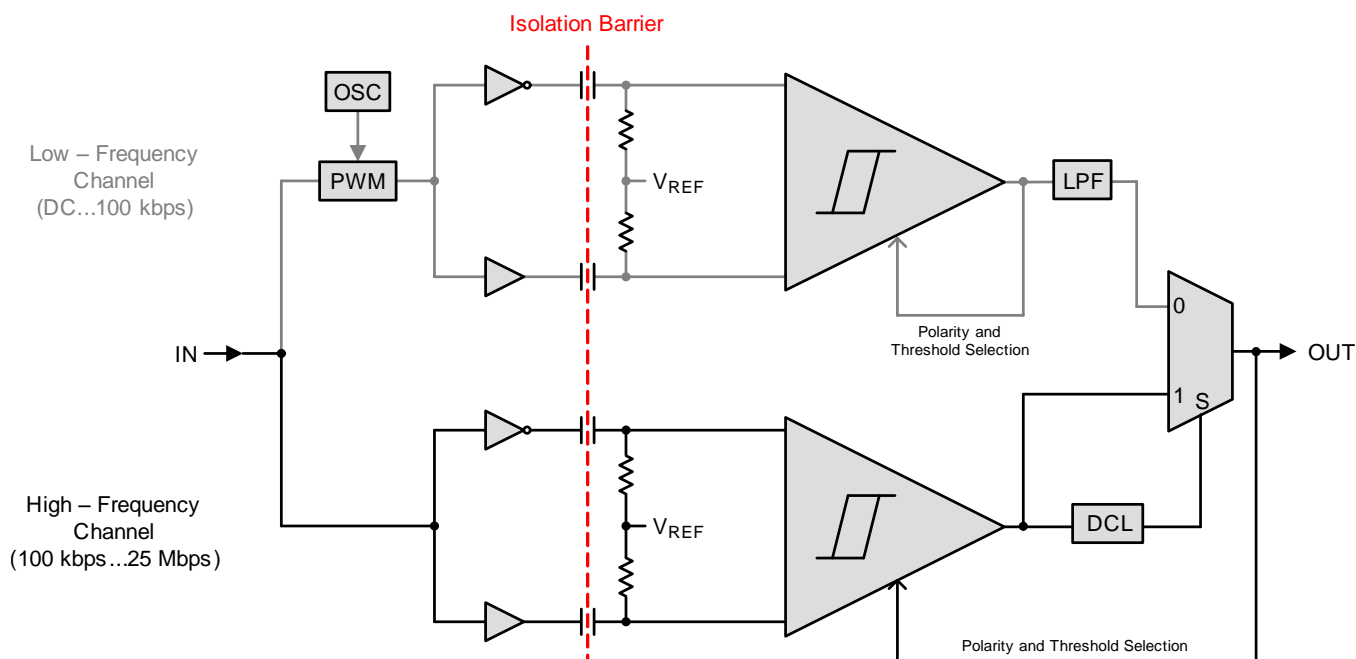 Isolation Barrier
OSC
Low – Frequency
Channel
(DC...100 kbps)
PWM
VREF
LPF
Polarity and
Threshold Selection
0
IN
OUT
1
S
High – Frequency
Channel
(100 kbps...25 Mbps)
VREF
DCL
Polarity and Threshold Selection